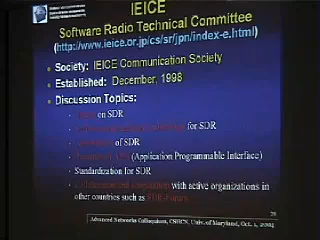 IEICE
Software Radio Technical Committee
(http://www.ieice.or.jp/cs/sr/jpn/index-e.html)
Society: IEICE Communication Society
Established: December, 1998
Discussion Topics:
on SDR
for SDR
of SDR
(Application Programmable Interface)
Standardization for SDR
with active organizations in
other countries such as SDR Forum
Advanced Networks Colloquium, CSHCN, Univ. of Maryland, Oct. 1, 2004